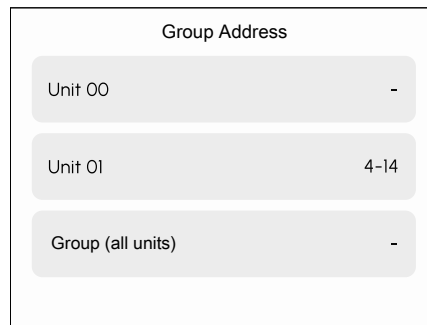 Group Address
Unit 00 -
Unit 01 4-14
Group (all units) -